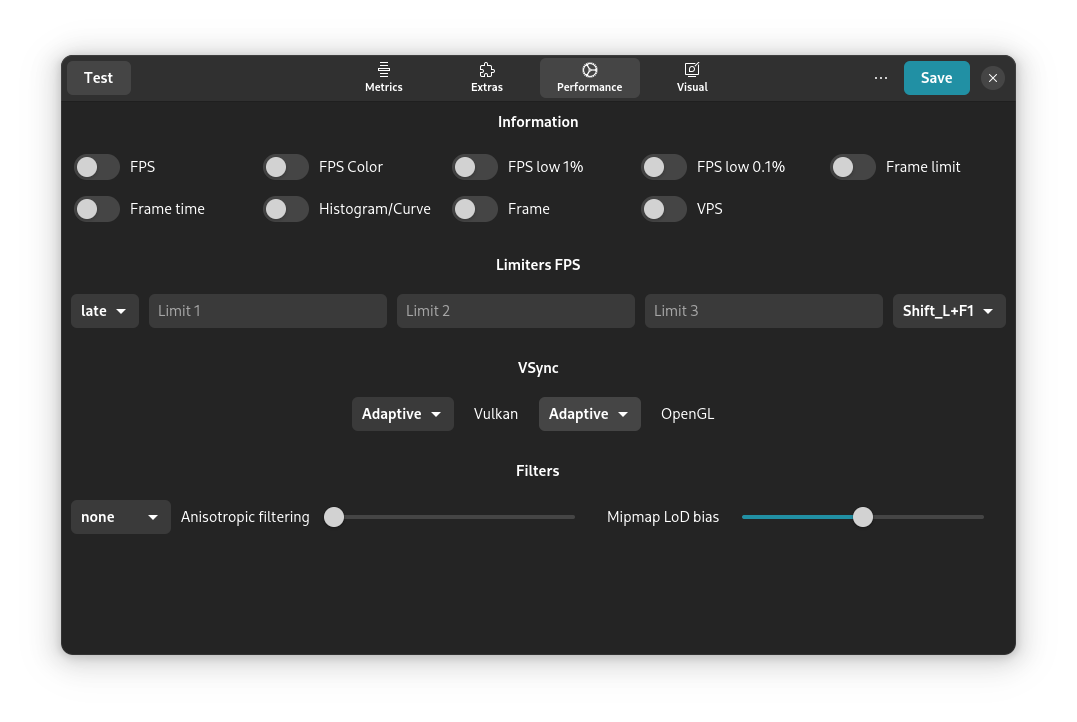 Test
Metrics
Extras
Performance
Visual
...
Save
Information
FPS
FPS Color
FPS low 1%
FPS low 0.1%
Frame limit
Frame time
Histogram/Curve
Frame
VPS
Limiters FPS
late
Limit 1
Limit 2
Limit 3
Shift_L+F1
VSync
Adaptive
Vulkan
Adaptive
OpenGL
Filters
none
Anisotropic filtering
Mipmap LoD bias